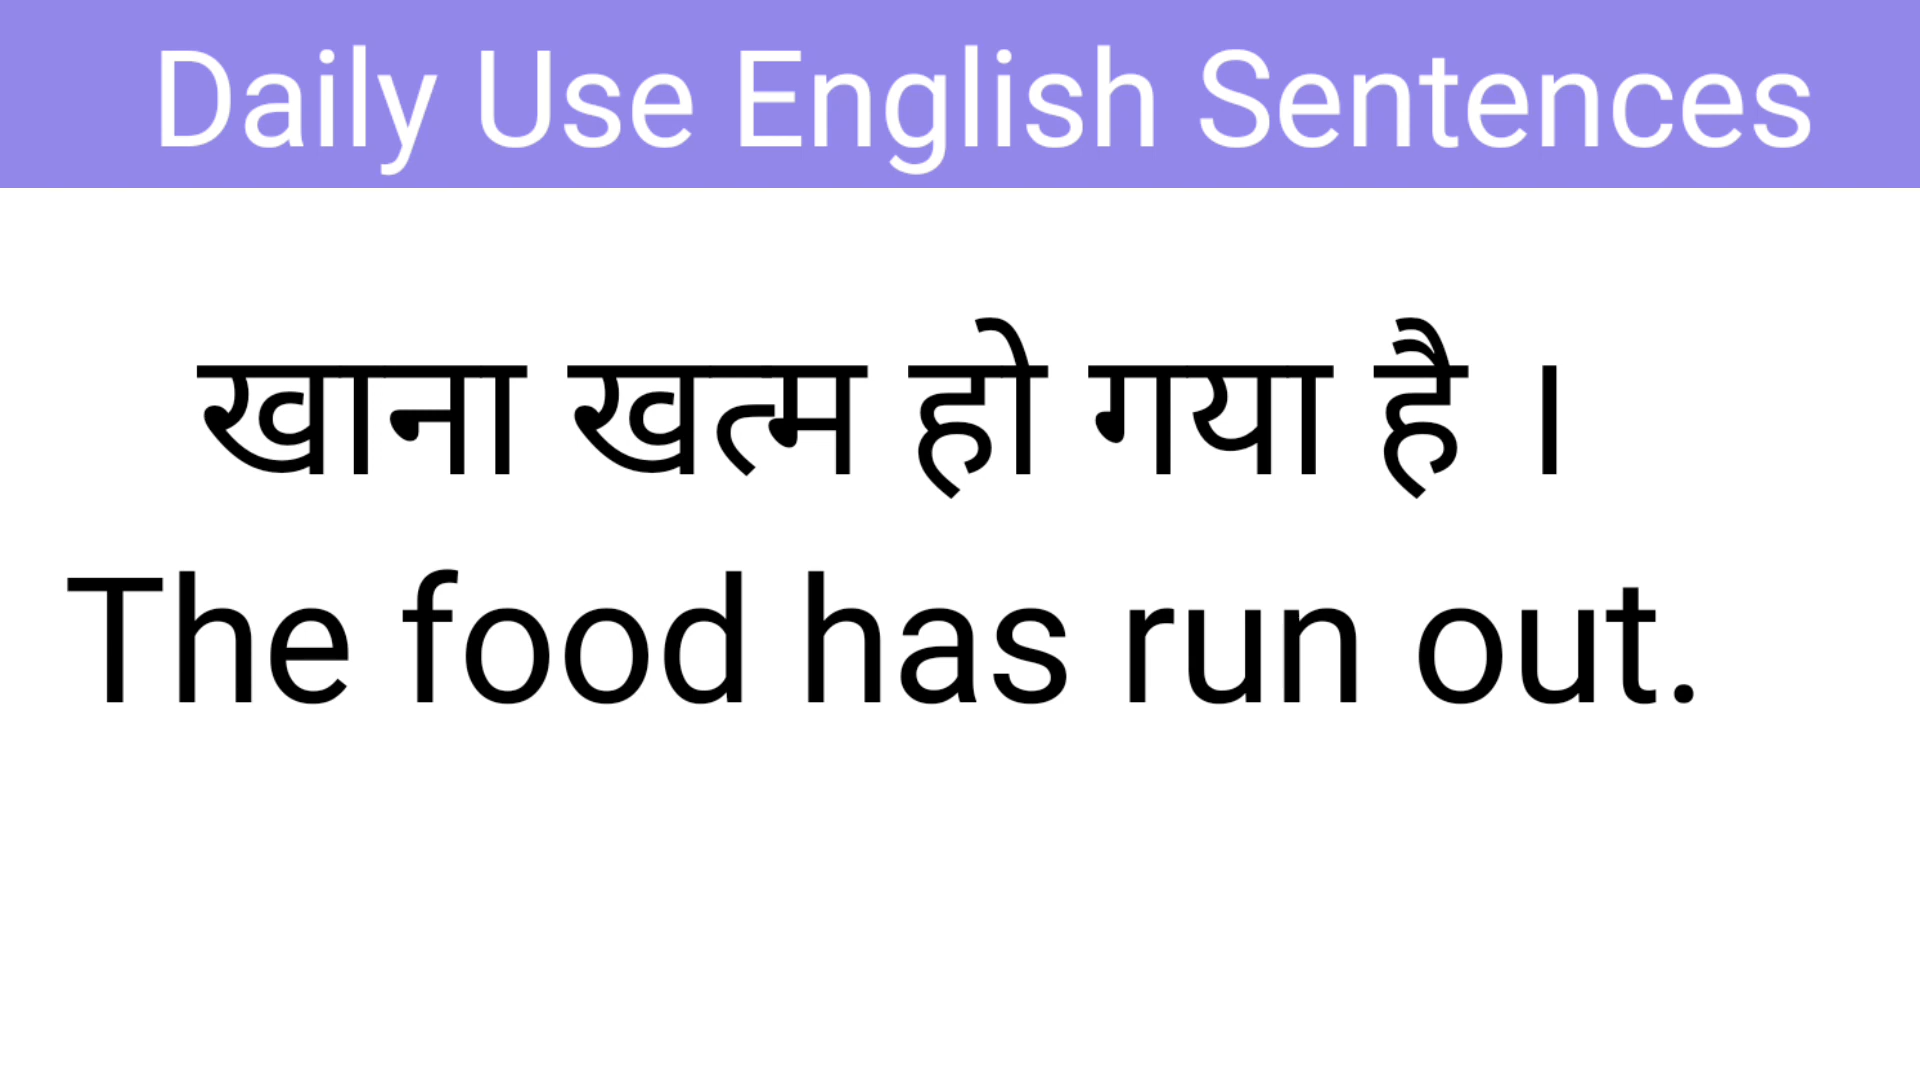 Daily Use English Sentences
खाना खत्म हो गया है ।
The food has run out.